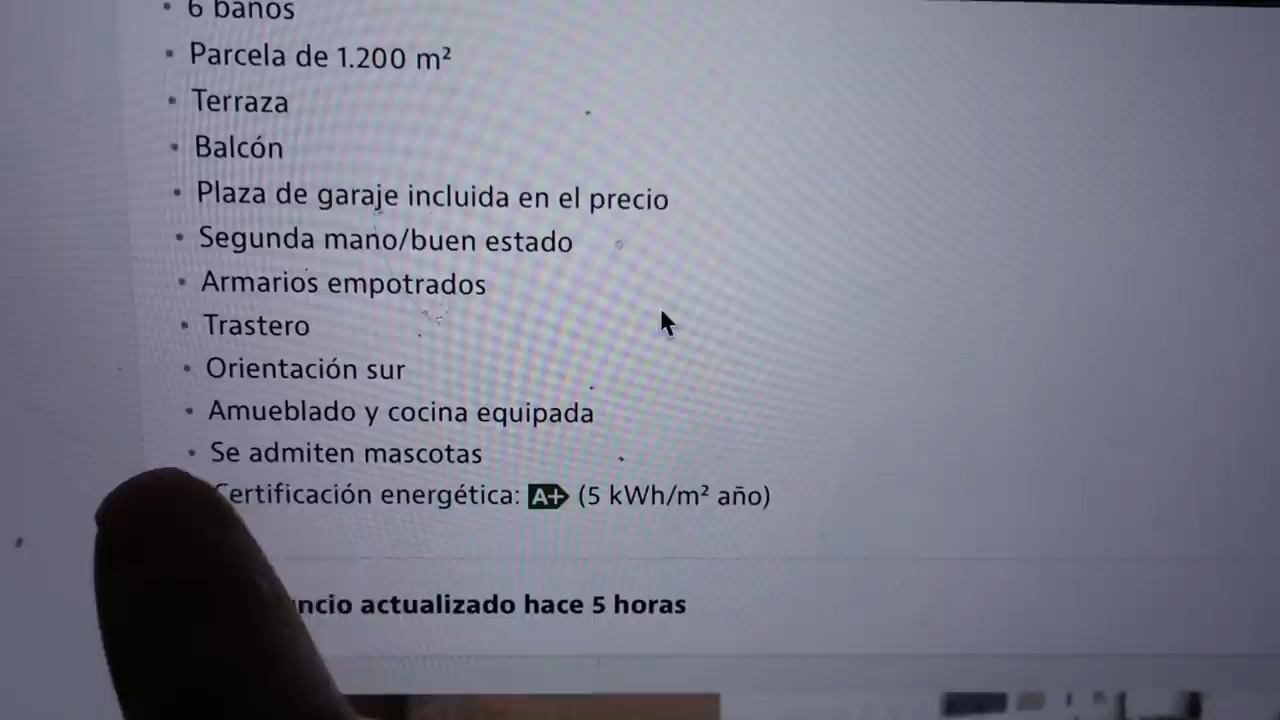 6 baños
Parcela de 1.200 m²
Terraza
Balcón
Plaza de garaje incluida en el precio
Segunda mano/buen estado
Armarios empotrados
Trastero
Orientación sur
Amueblado y cocina equipada
Se admiten mascotas
Certificación energética: A+ (5 kWh/m² año)
actualizado hace 5 horas